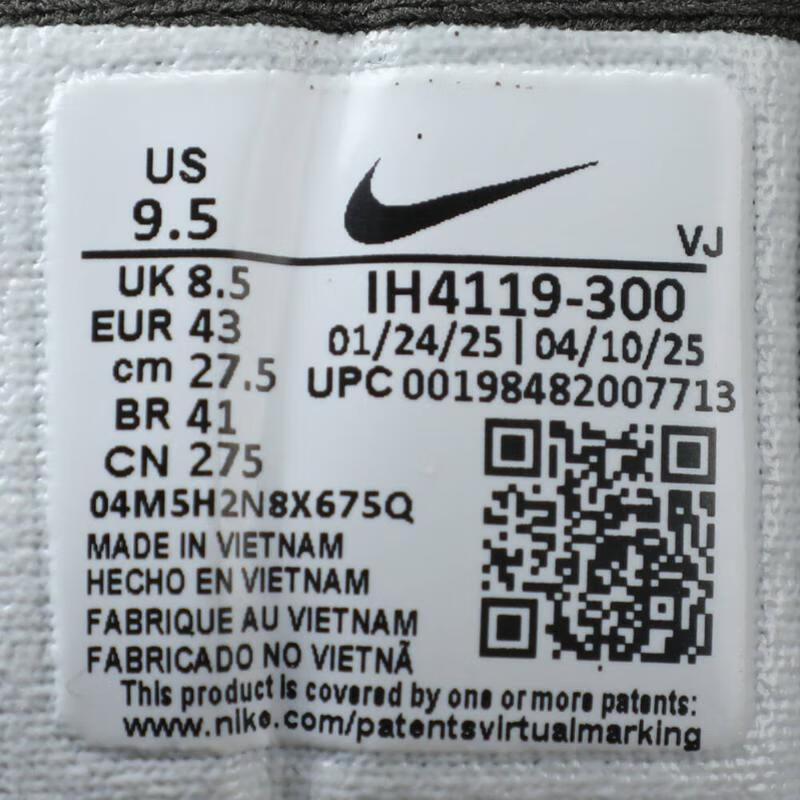 US
9.5
VJ
UK 8.5
EUR 43
cm 27.5
BR 41
CN 275
IH4119-300
01/24/25 | 04/10/25
UPC 00198482007713
04M5H2N8X675Q
MADE IN VIETNAM
HECHO EN VIETNAM
FABRIQUE AU VIETNAM
FABRICADO NO VIETNÃ
This product is covered by one or more patents:
www.nike.com/patentsvirtualmarking